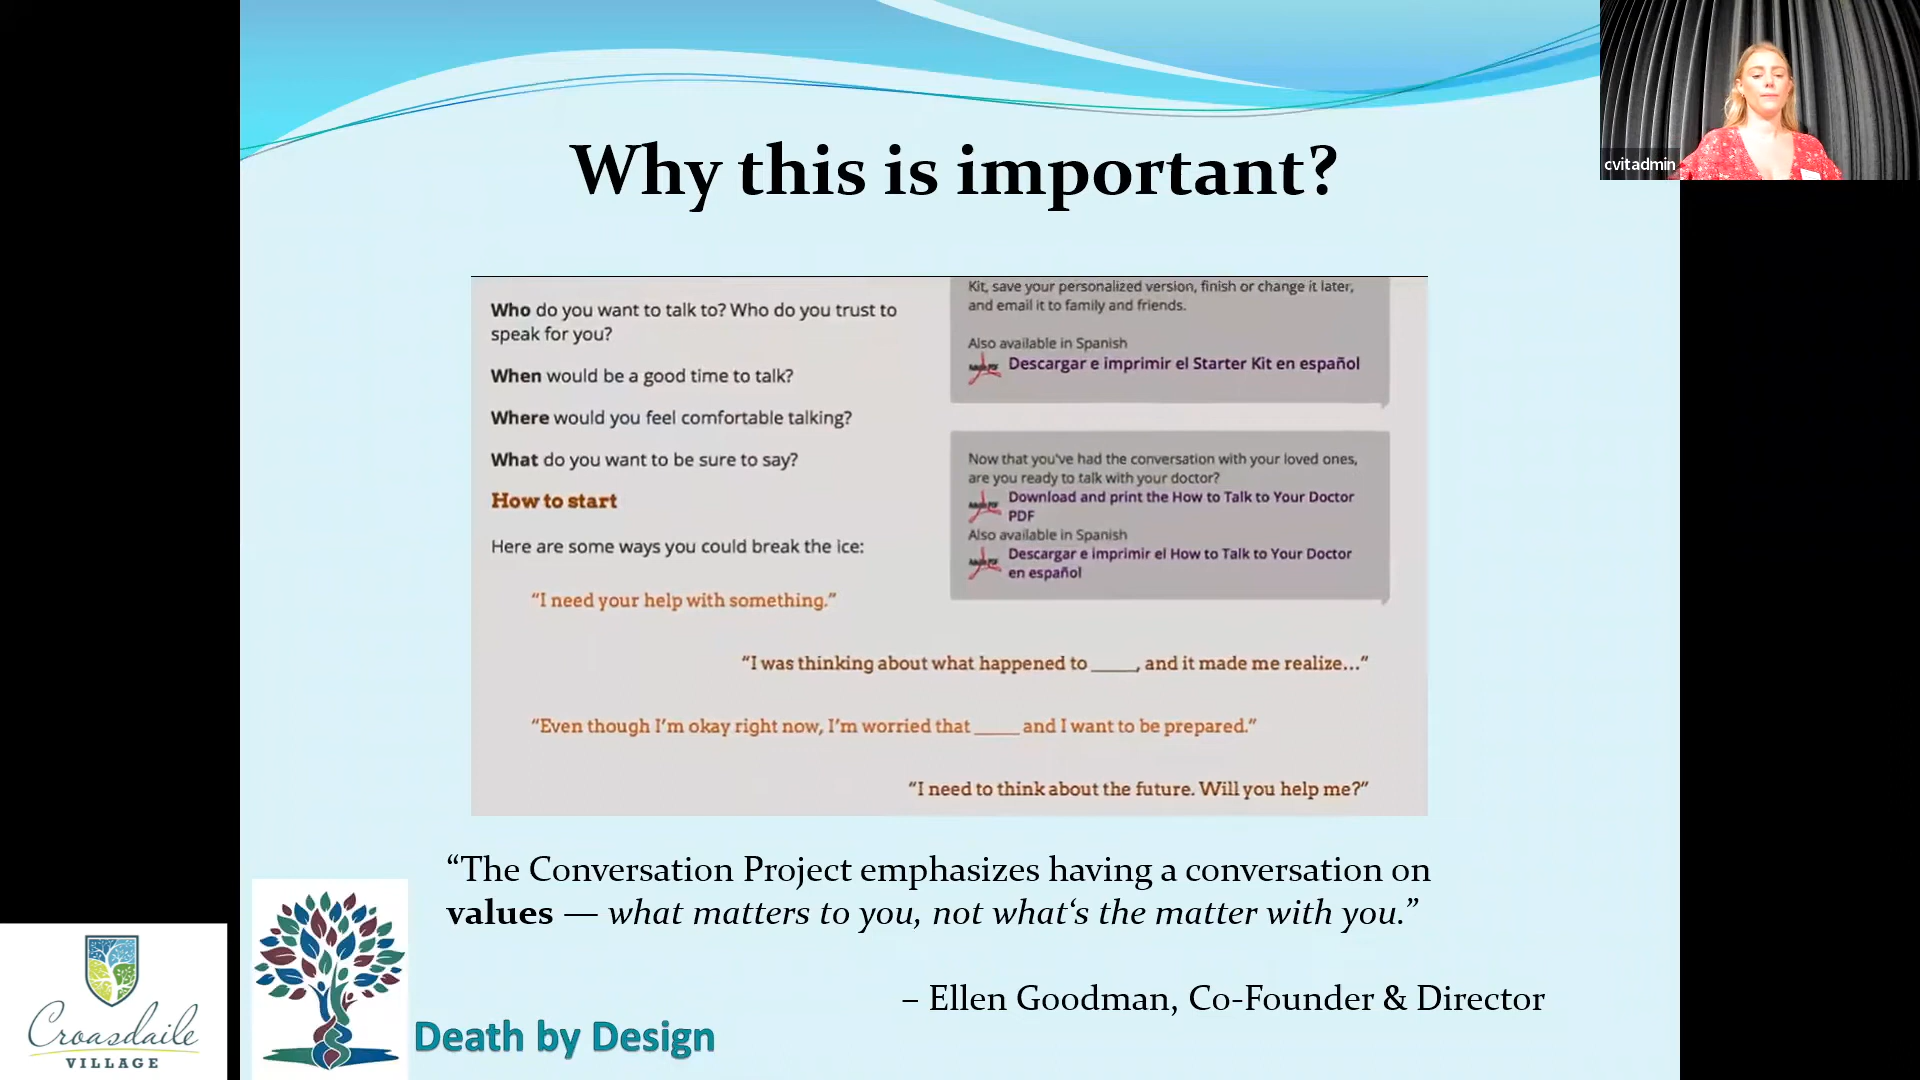 cvitadmin
Why this is important?
Who do you want to talk to? Who do you trust to
speak for you?
When would be a good time to talk?
Where would you feel comfortable talking?
What do you want to be sure to say?
How to start
Here are some ways you could break the ice:
Kit, save your personalized version, finish or change it later,
and email it to family and friends.
Also available in Spanish
Descargar e imprimir el Starter Kit en español
Now that you've had the conversation with your loved ones,
are you ready to talk with your doctor?
Download and print the How to Talk to Your Doctor
PDF
Also available in Spanish
Descargar e imprimir el How to Talk to Your Doctor
en español
“I need your help with something.”
“I was thinking about what happened to _____, and it made me realize...”
“Even though I’m okay right now, I’m worried that _____ and I want to be prepared.”
“I need to think about the future. Will you help me?”
“The Conversation Project emphasizes having a conversation on
values — what matters to you, not what‘s the matter with you.”
– Ellen Goodman, Co-Founder & Director
Croasdaile
VILLAGE
Death by Design